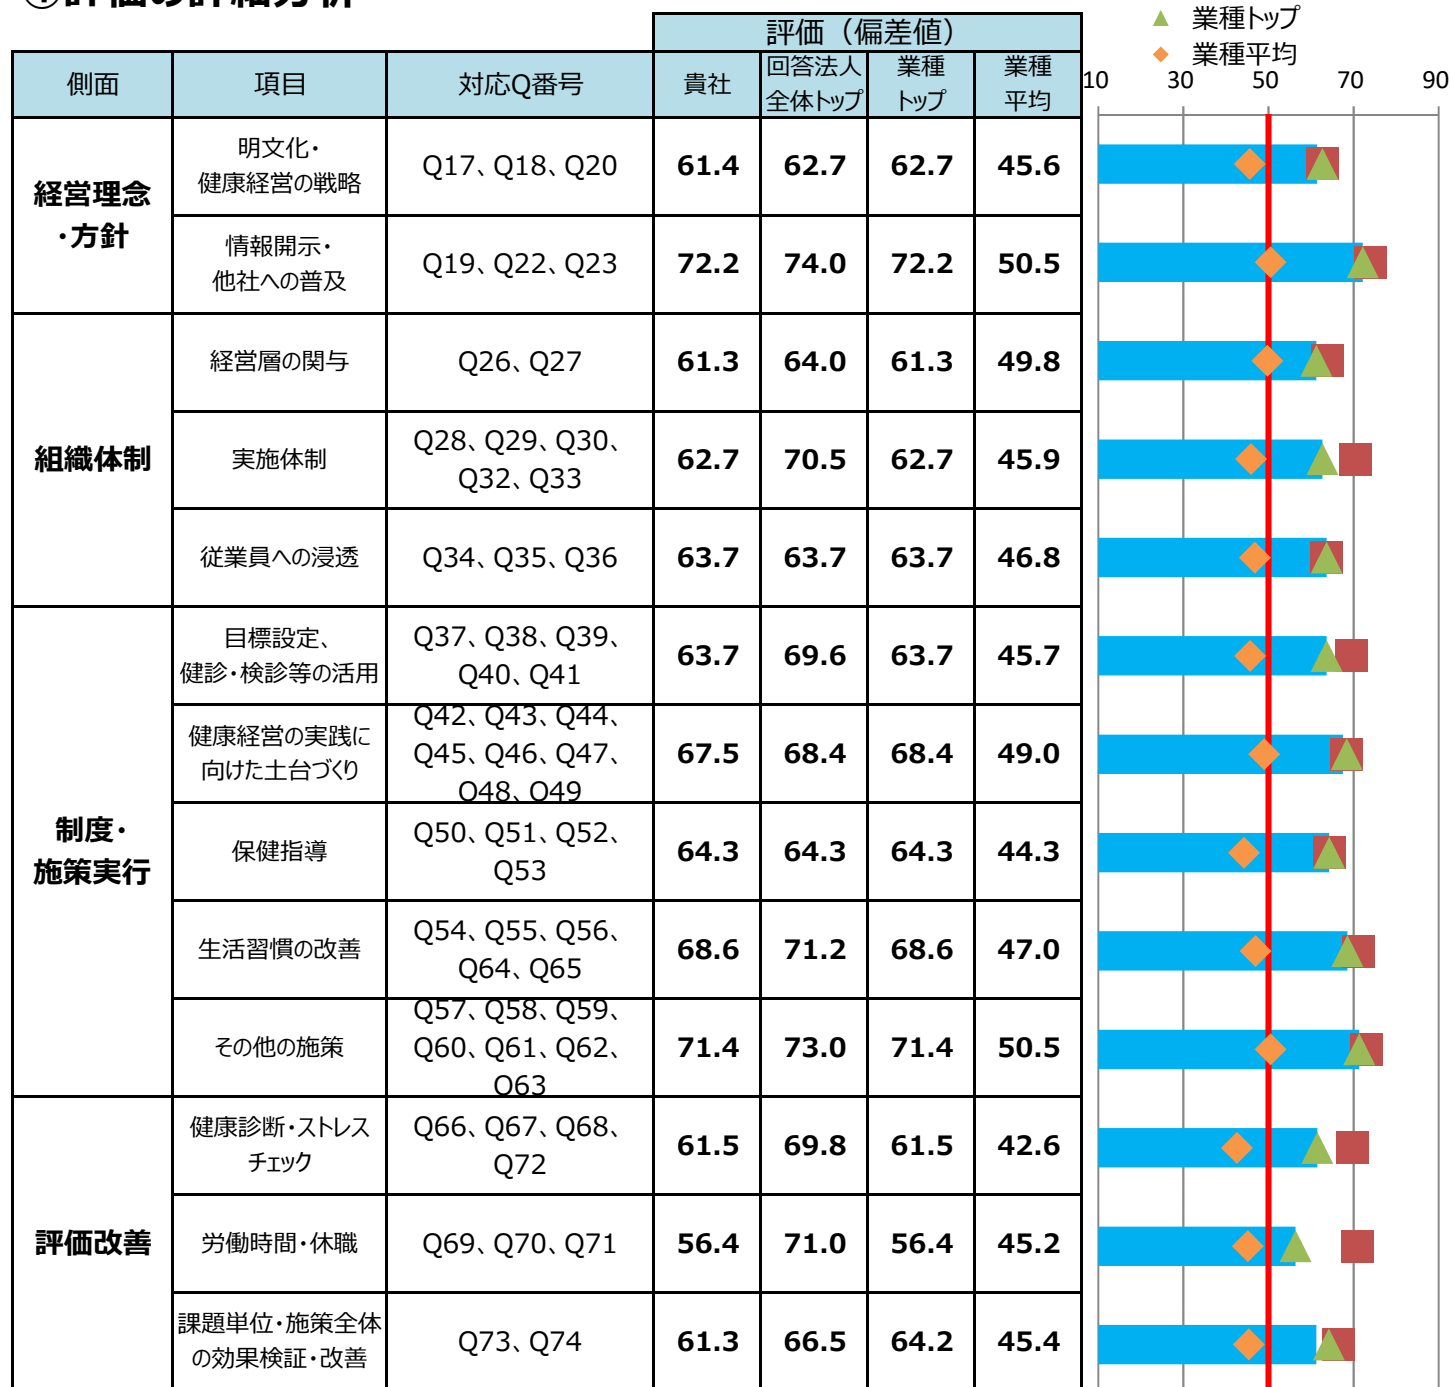 ①評価の詳細分析
業種トップ
業種平均
評価（偏差値）
側面 項目 対応Q番号 貴社 回答法人 業種 業種
全体トップ トップ 平均
10 30 50 70 90
経営理念
・方針
明文化・
健康経営の戦略
Q17、Q18、Q20 61.4 62.7 62.7 45.6
情報開示・
他社への普及
Q19、Q22、Q23 72.2 74.0 72.2 50.5
組織体制
経営層の関与 Q26、Q27 61.3 64.0 61.3 49.8
実施体制
Q28、Q29、Q30、
Q32、Q33
62.7 70.5 62.7 45.9
従業員への浸透 Q34、Q35、Q36 63.7 63.7 63.7 46.8
制度・
施策実行
目標設定、
健診・検診等の活用
Q37、Q38、Q39、
Q40、Q41
63.7 69.6 63.7 45.7
健康経営の実践に
向けた土台づくり
Q42、Q43、Q44、
Q45、Q46、Q47、
Q48、Q49
67.5 68.4 68.4 49.0
保健指導
Q50、Q51、Q52、
Q53
64.3 64.3 64.3 44.3
生活習慣の改善
Q54、Q55、Q56、
Q64、Q65
68.6 71.2 68.6 47.0
その他の施策
Q57、Q58、Q59、
Q60、Q61、Q62、
Q63
71.4 73.0 71.4 50.5
評価改善
健康診断・ストレス
チェック
Q66、Q67、Q68、
Q72
61.5 69.8 61.5 42.6
労働時間・休職 Q69、Q70、Q71 56.4 71.0 56.4 45.2
課題単位・施策全体
の効果検証・改善
Q73、Q74 61.3 66.5 64.2 45.4